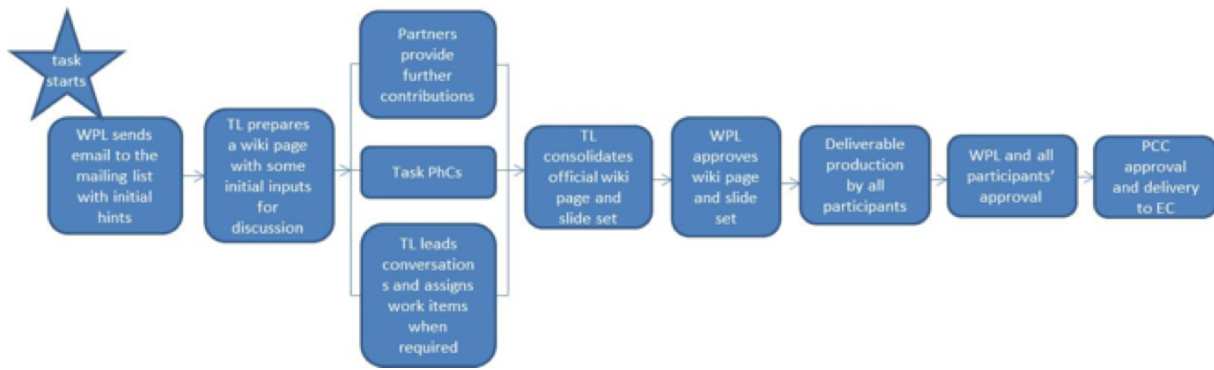 task
starts
WPL sends
email to the
mailing list
with initial
hints
TL prepares
a wiki page
with some
initial inputs
for
discussion
Partners
provide
further
contributions
Task PhCs
TL leads
conversation
s and assigns
work items
when
required
TL
consolidates
official wiki
page and
slide set
WPL
approves
wiki page
and slide
set
Deliverable
production
by all
participants
WPL and all
participants'
approval
PCC
approval
and delivery
to EC